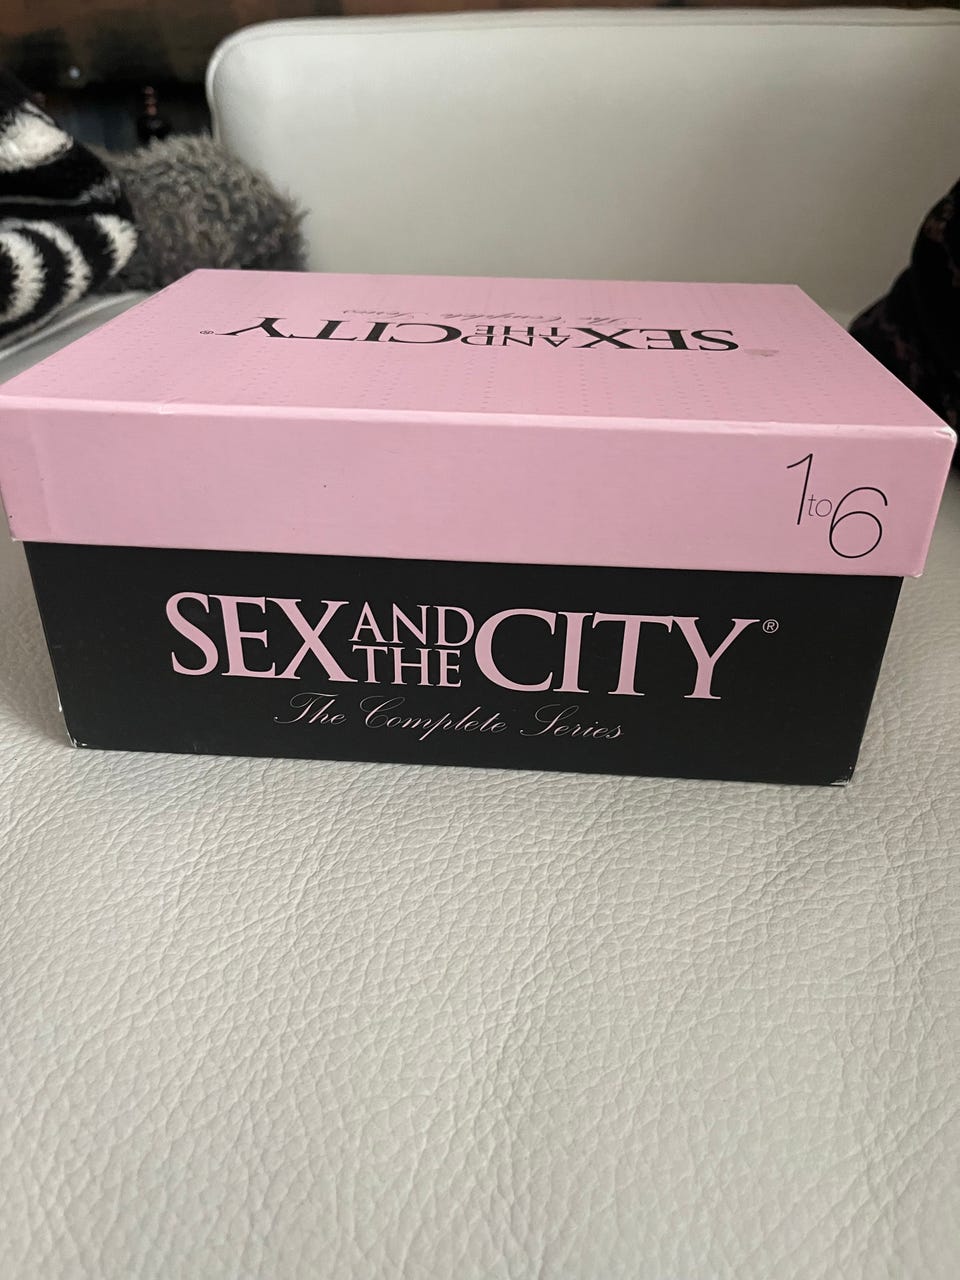 SEX AND THE CITY®
The Complete Series
1 to 6
SEX AND THE CITY®
The Complete Series